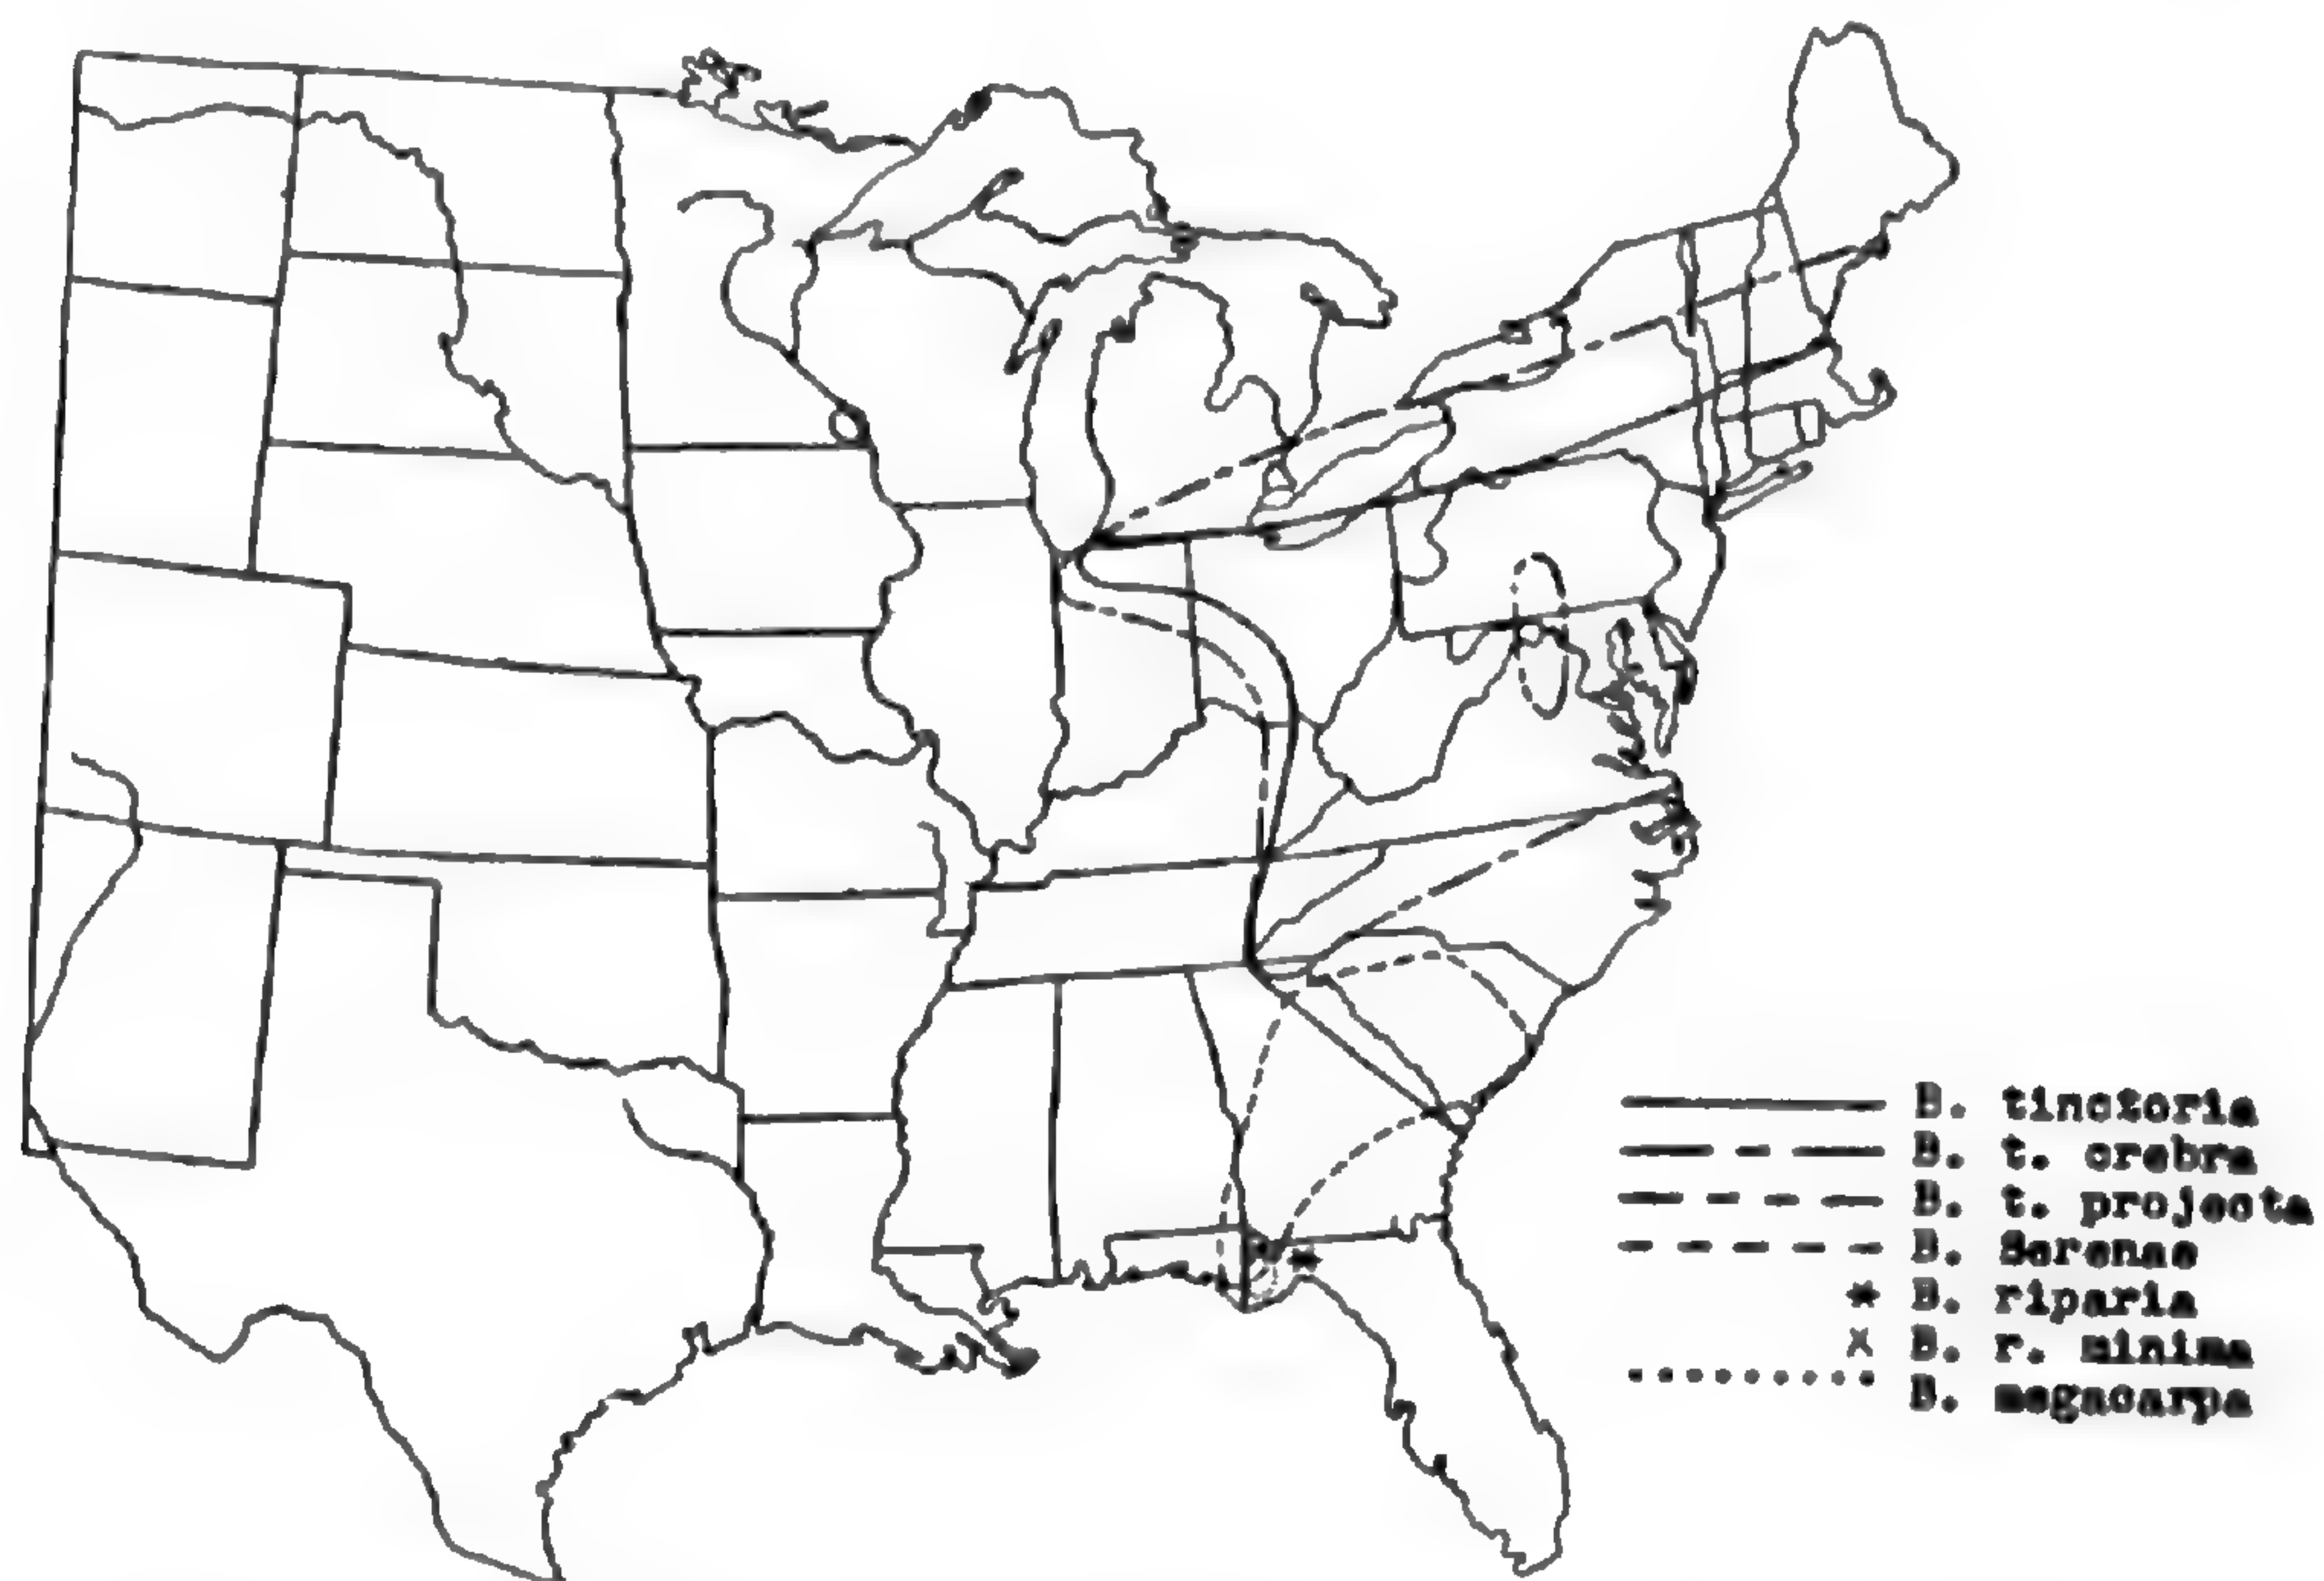 B. tinctoria
B. t. crebra
B. t. projecta
B. Serenae
B. riparia
x B. r. minima
B. megacarpa